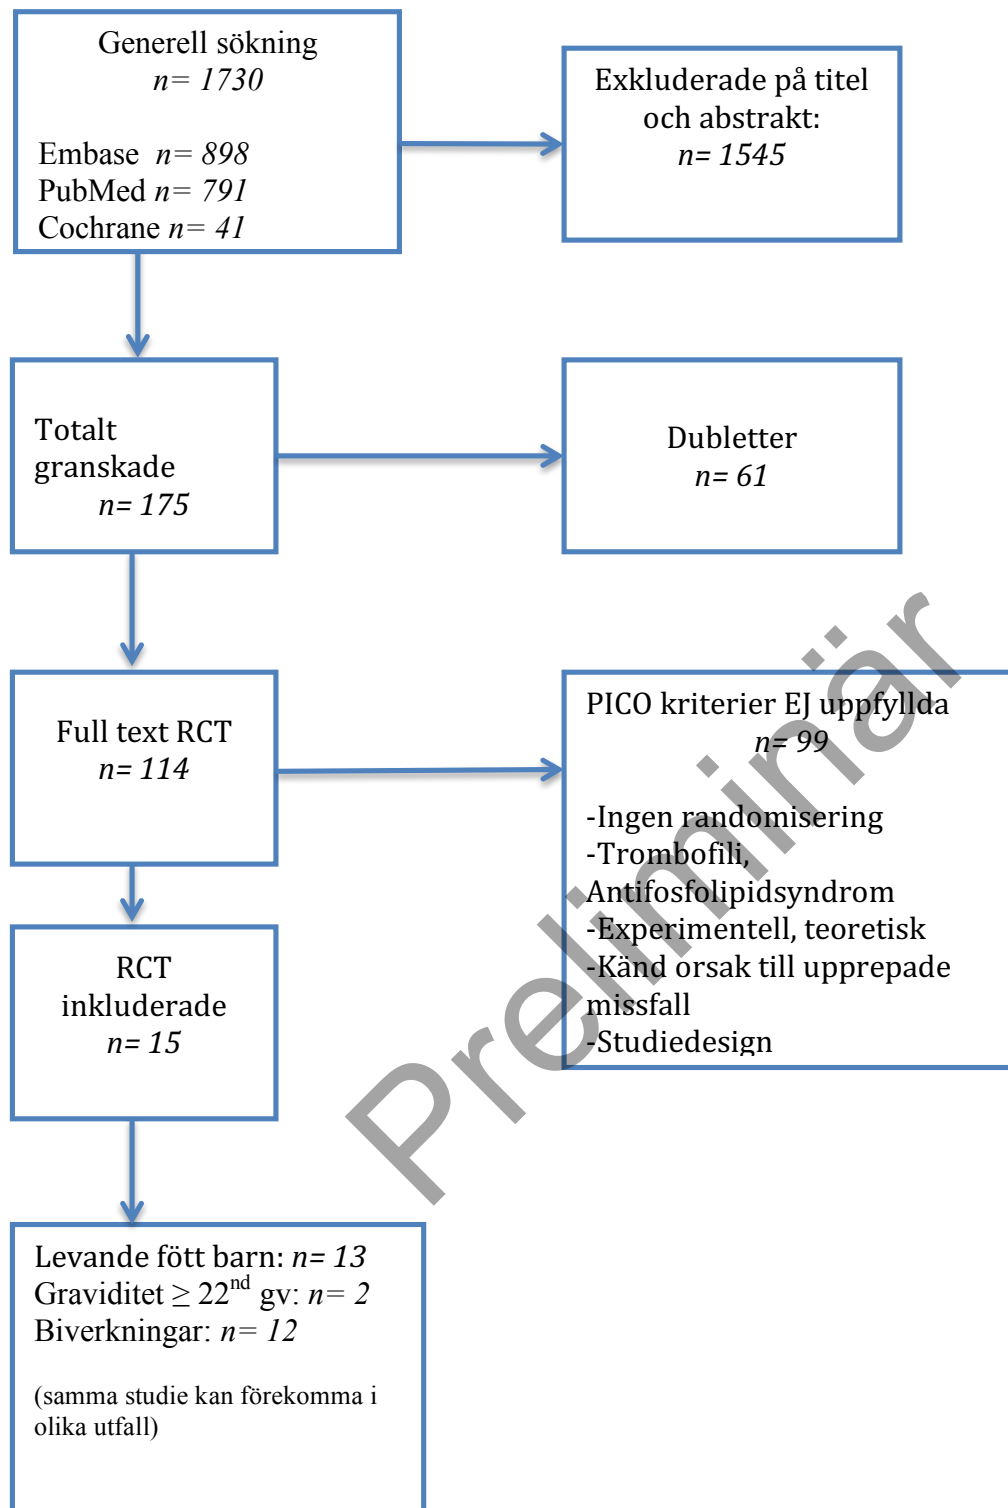 Generell sökning
n= 1730
Embase n= 898
PubMed n= 791
Cochrane n= 41
Exkluderade på titel
och abstrakt:
n= 1545
Totalt
granskade
n= 175
Dubletter
n= 61
Full text RCT
n= 114
PICO kriterier EJ uppfyllda
n= 99
-Ingen randomisering
-Trombofili,
Antifosfolipidsyndrom
-Experimentell, teoretisk
-Känd orsak till upprepade
missfall
-Studiedesign
RCT
inkluderade
n= 15
Levande fött barn: n= 13
Graviditet ≥ 22nd gv: n= 2
Biverkningar: n= 12
(samma studie kan förekomma i
olika utfall)
Preliminär